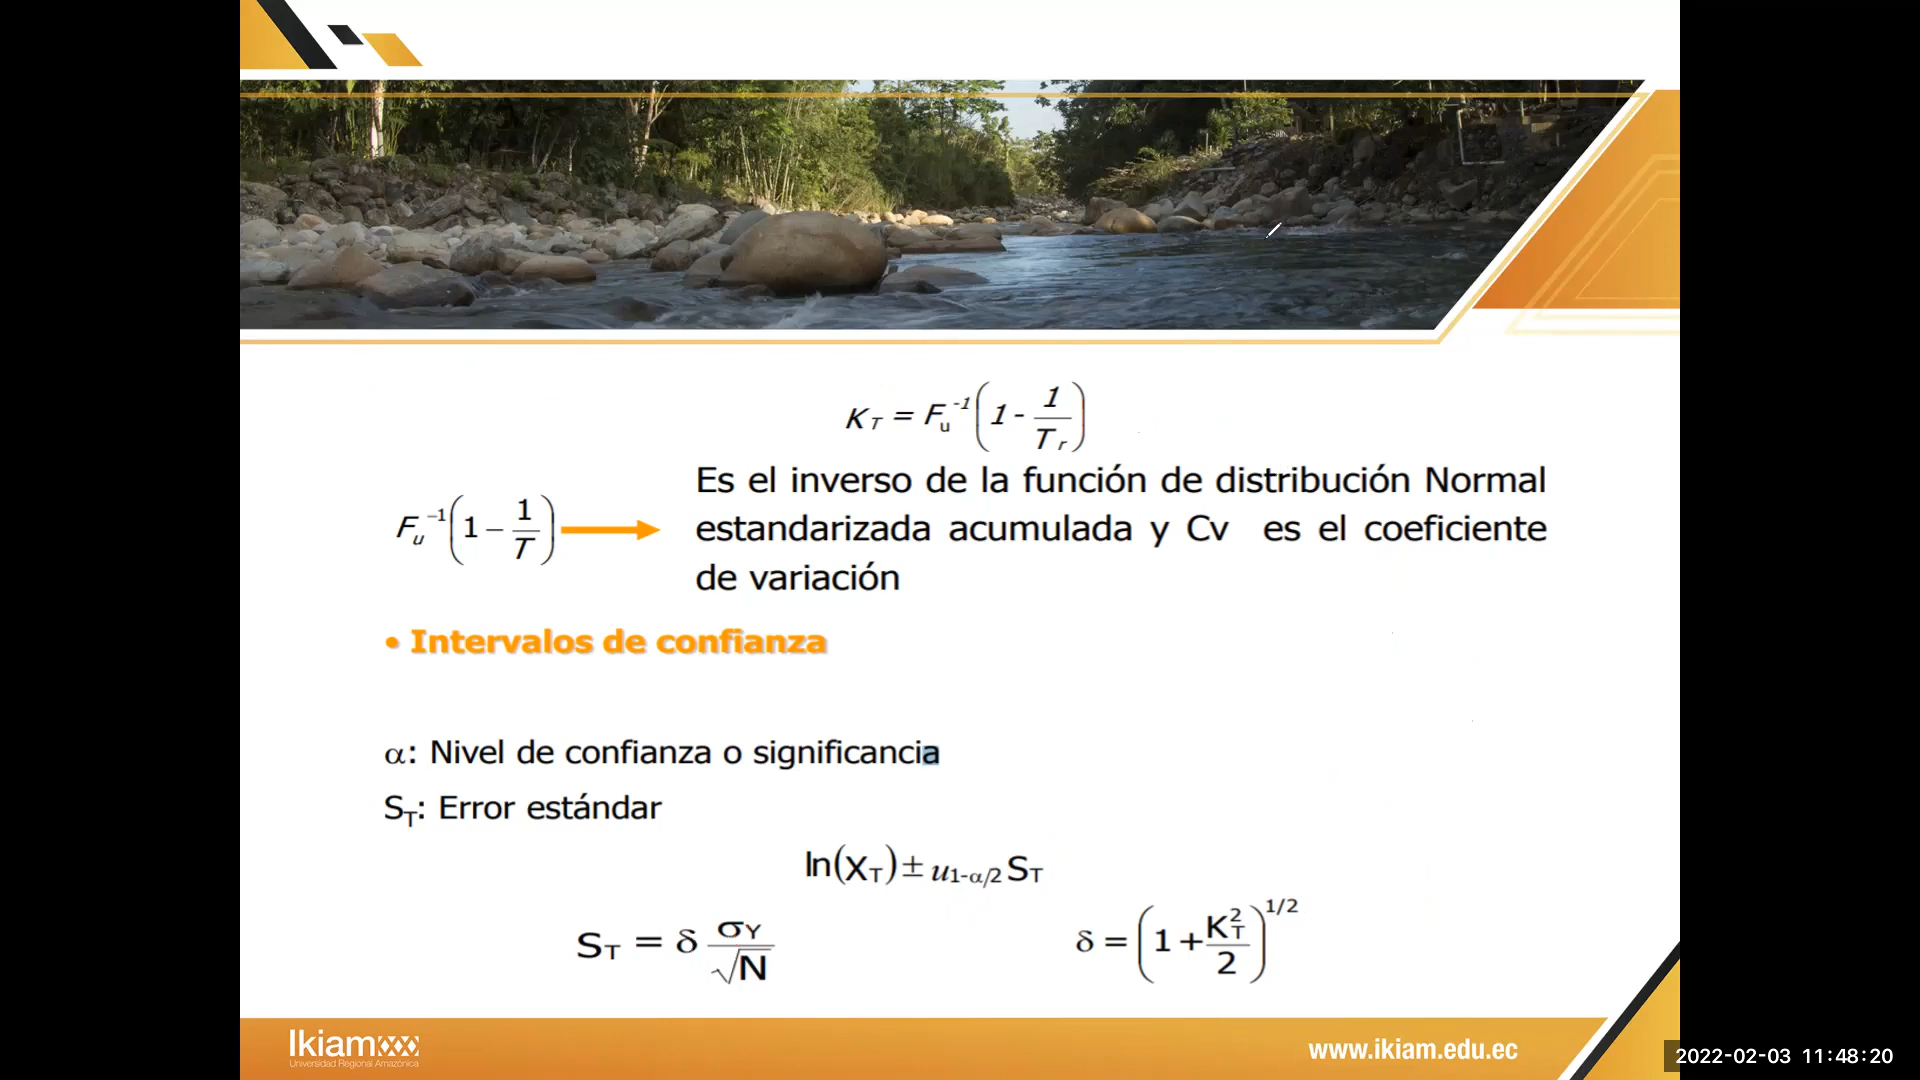 K_T = F_u^-1 (1 - 1/T_r)
F_u^-1 (1 – 1/T)
Es el inverso de la función de distribución Normal
estandarizada acumulada y Cv es el coeficiente
de variación
• Intervalos de confianza
α: Nivel de confianza o significancia
S_T: Error estándar
ln(x_T) ± u_1-α/2 S_T
S_T = δ σ_Y/√N
δ = (1 + K_T^2/2)^1/2
Ikiam
Universidad Regional Amazónica
www.ikiam.edu.ec
2022-02-03 11:48:20